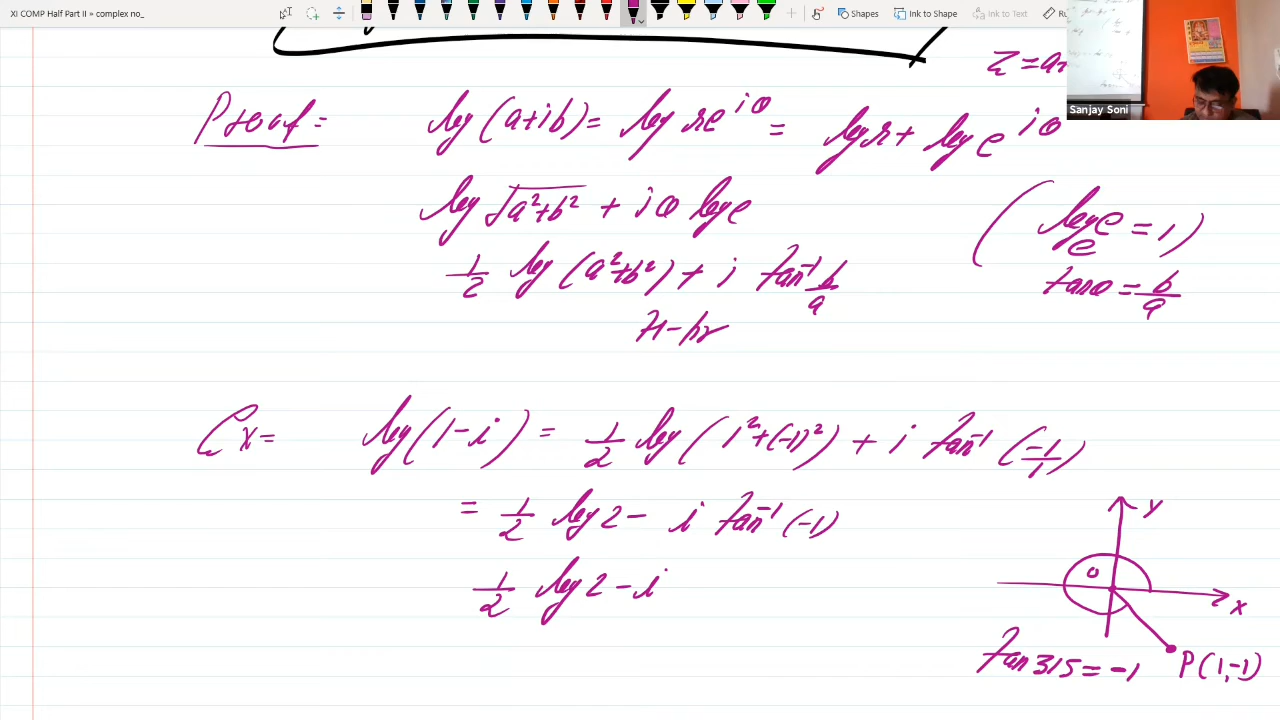 XI COMP Half Part II » complex no_
Shapes
Ink to Shape
Ink to Text
Sanjay Soni
Proof:- log(a+ib) = log re^{iθ} = log r + log e^{iθ}
log √(a²+b²) + iθ log e
(log_e e = 1)
½ log (a²+b²) + i tan⁻¹ b/a
tanθ = b/a
Ex= log(1-i) = ½ log (1²+(-1)²) + i tan⁻¹ (-1/1)
= ½ log 2 - i tan⁻¹ (-1)
½ log 2 - i
y
θ
x
tan 315 = -1
P(1,-1)